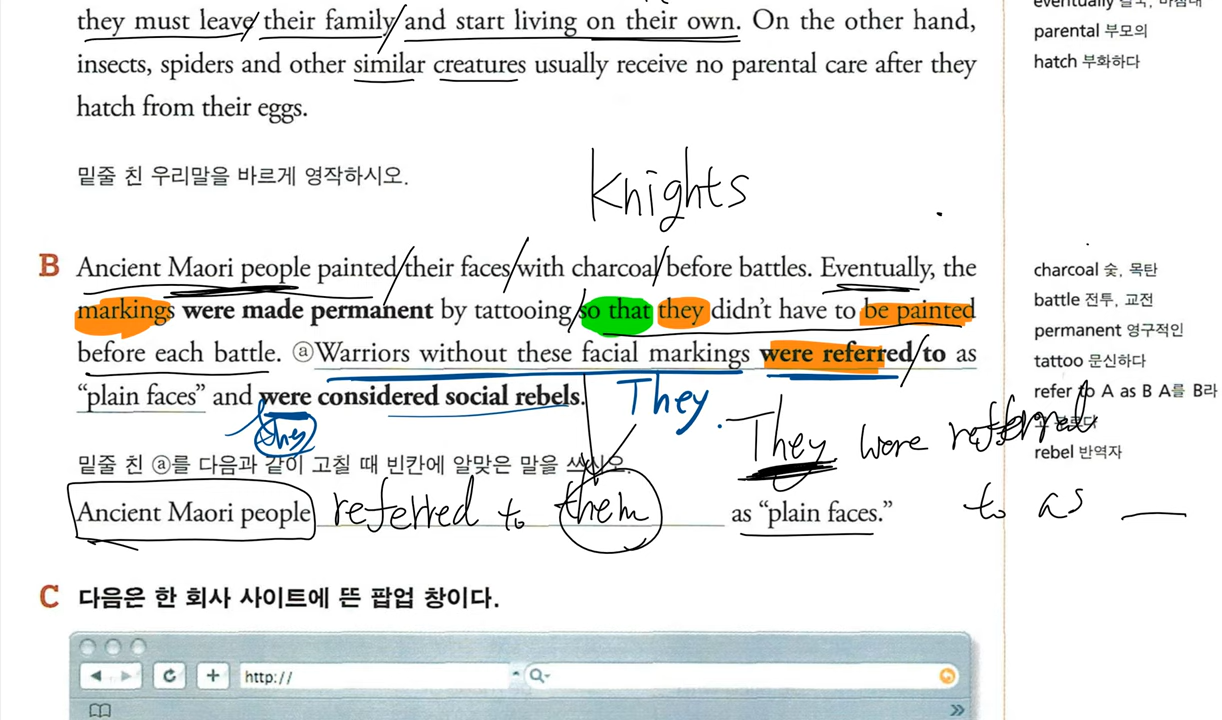 they must leave their family and start living on their own. On the other hand,
insects, spiders and other similar creatures usually receive no parental care after they
hatch from their eggs.
parental 부모의
hatch 부화하다
밑줄 친 우리말을 바르게 영작하시오.
Knights
B Ancient Maori people painted their faces with charcoal before battles. Eventually, the
markings were made permanent by tattooing so that they didn't have to be painted
before each battle. ⓐWarriors without these facial markings were referred to as
"plain faces" and were considered social rebels.
charcoal 숯, 목탄
battle 전투, 교전
permanent 영구적인
tattoo 문신하다
refer to A as B A를 B라
rebel 반역자
They.
they
They were referred
to as
밑줄 친 ⓐ를 다음과 같이 고칠 때 빈칸에 알맞은 말을 쓰시오.
Ancient Maori people referred to them as "plain faces."
C 다음은 한 회사 사이트에 뜬 팝업 창이다.
http://